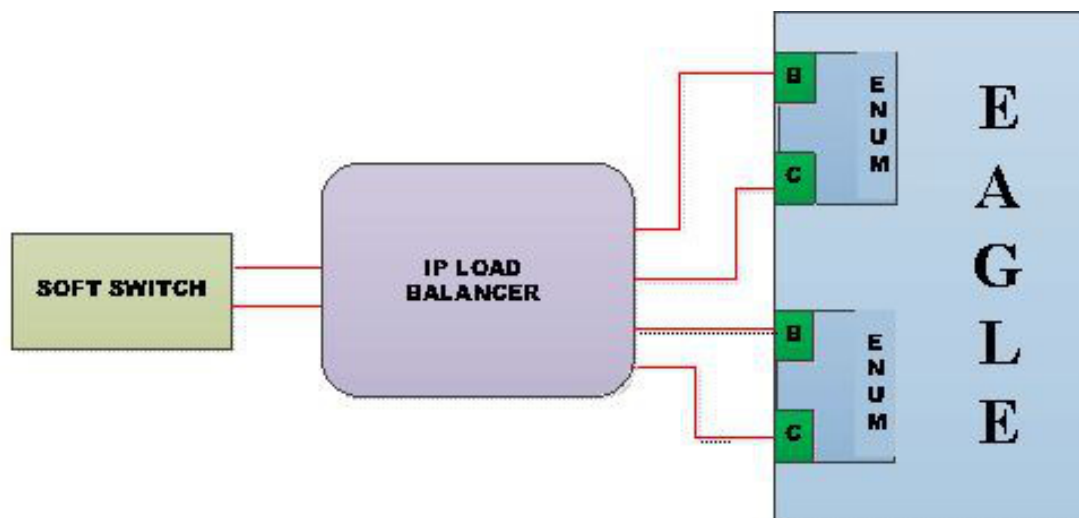 SOFT SWITCH
IP LOAD
BALANCER
B
C
ENUM
B
C
ENUM
EAGLE